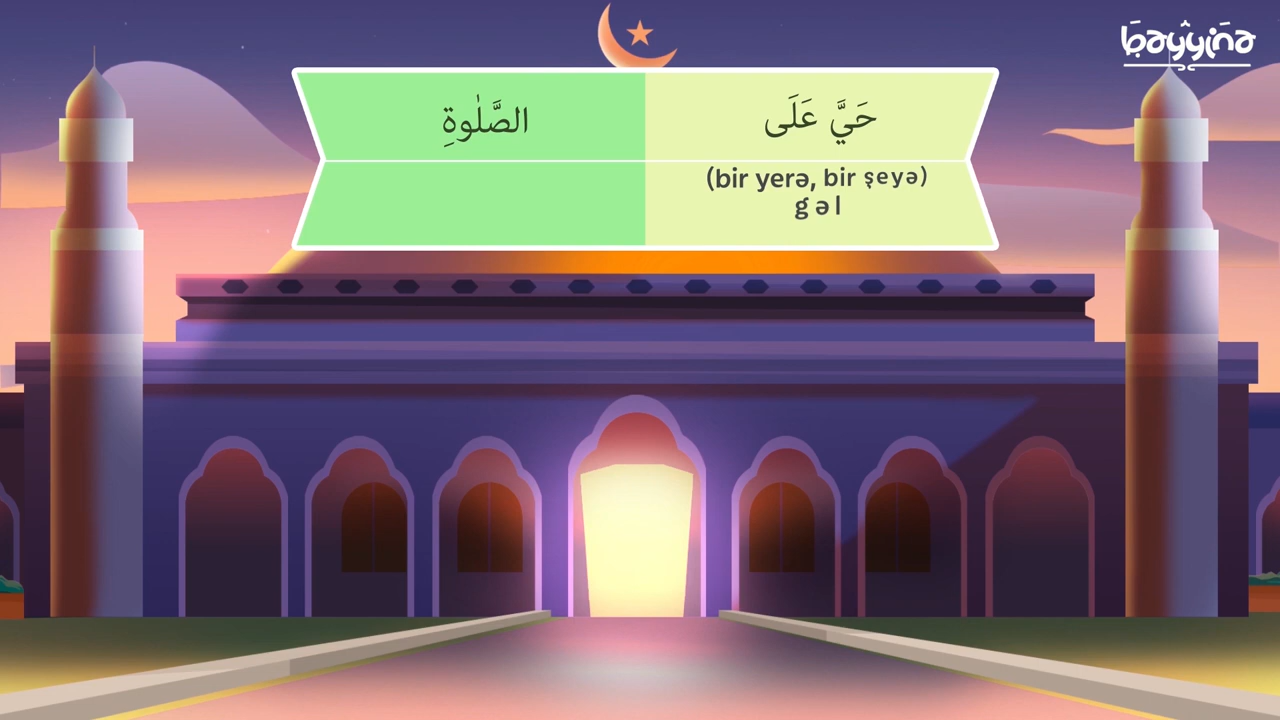 bayyina
حَيَّ عَلَى
الصَّلٰوةِ
(bir yerə, bir şeyə)
gəl